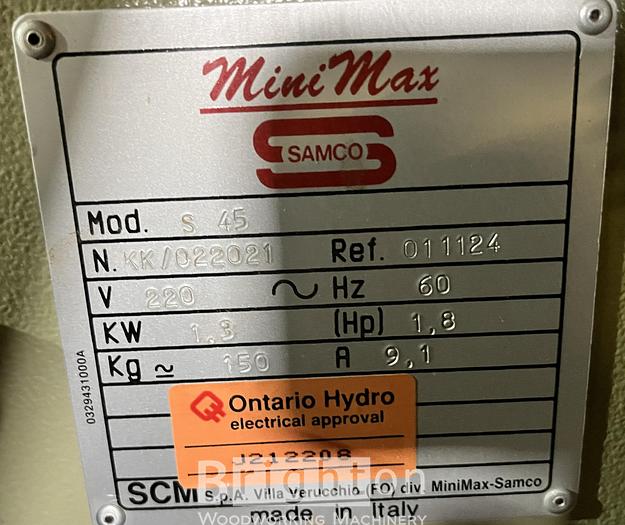 MiniMax
SAMCO
Mod. S 45
N. KK/022021 Ref. 011124
V 220 ~ Hz 60
KW 1,3 (Hp) 1,8
Kg ≃ 150 A 9,1
0329431000A
Ontario Hydro
electrical approval
J212208
Brighton
WOODWORKING MACHINERY
SCM S.p.A. Villa Verucchio (FO) div. MiniMax-Samco
made in Italy